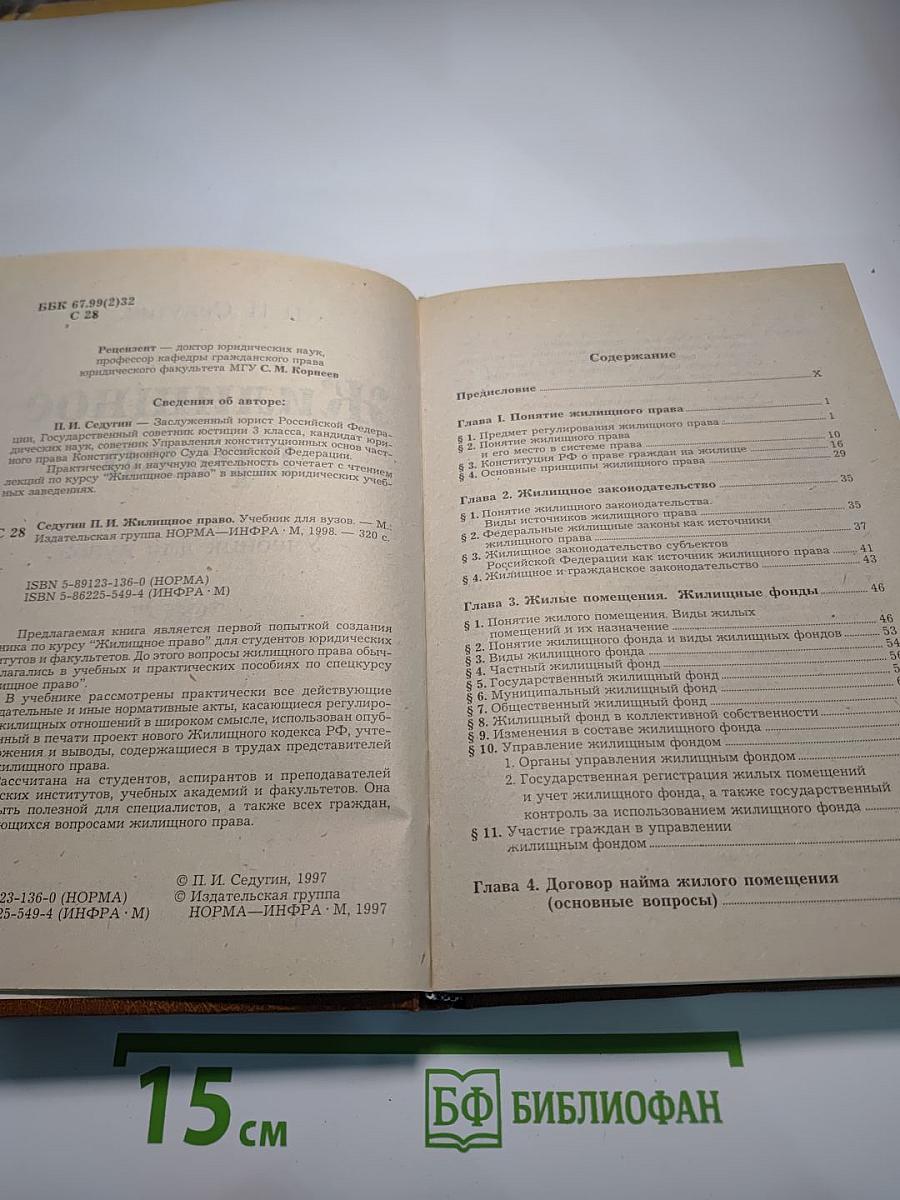 ББК 67.99(2)32
С 28
Рецензент — доктор юридических наук,
профессор кафедры гражданского права
юридического факультета МГУ С. М. Корнеев
Сведения об авторе:
П. И. Седугин — Заслуженный юрист Российской Федера-
ции, Государственный советник юстиции 3 класса, кандидат юри-
дических наук, советник Управления конституционных основ част-
ного права Конституционного Суда Российской Федерации.
Практическую и научную деятельность сочетает с чтением
лекций по курсу "Жилищное право" в высших юридических учеб-
ных заведениях.
С 28
Седугин П. И. Жилищное право. Учебник для вузов. — М.:
Издательская группа НОРМА—ИНФРА · М, 1998. — 320 с.
ISBN 5-89123-136-0 (НОРМА)
ISBN 5-86225-549-4 (ИНФРА · М)
Предлагаемая книга является первой попыткой создания
ника по курсу "Жилищное право" для студентов юридических
тутов и факультетов. До этого вопросы жилищного права обыч-
лагались в учебных и практических пособиях по спецкурсу
ищное право".
В учебнике рассмотрены практически все действующие
дательные и иные нормативные акты, касающиеся регулиро-
жилищных отношений в широком смысле, использован опуб-
нный в печати проект нового Жилищного кодекса РФ, учте-
ожения и выводы, содержащиеся в трудах представителей
илищного права.
ассчитана на студентов, аспирантов и преподавателей
ских институтов, учебных академий и факультетов. Она
ыть полезной для специалистов, а также всех граждан,
ющихся вопросами жилищного права.
23-136-0 (НОРМА)
25-549-4 (ИНФРА · М)
© П. И. Седугин, 1997
© Издательская группа
НОРМА—ИНФРА · М, 1997
Содержание
Предисловие X
Глава I. Понятие жилищного права 1
§ 1. Предмет регулирования жилищного права 1
§ 2. Понятие жилищного права
и его место в системе права 10
§ 3. Конституция РФ о праве граждан на жилище 16
§ 4. Основные принципы жилищного права 29
Глава 2. Жилищное законодательство 35
§ 1. Понятие жилищного законодательства.
Виды источников жилищного права 35
§ 2. Федеральные жилищные законы как источники
жилищного права 37
§ 3. Жилищное законодательство субъектов
Российской Федерации как источник жилищного права 41
§ 4. Жилищное и гражданское законодательство 43
Глава 3. Жилые помещения. Жилищные фонды 46
§ 1. Понятие жилого помещения. Виды жилых
помещений и их назначение 46
§ 2. Понятие жилищного фонда и виды жилищных фондов 53
§ 3. Виды жилищного фонда 54
§ 4. Частный жилищный фонд
§ 5. Государственный жилищный фонд
§ 6. Муниципальный жилищный фонд
§ 7. Общественный жилищный фонд
§ 8. Жилищный фонд в коллективной собственности
§ 9. Изменения в составе жилищного фонда
§ 10. Управление жилищным фондом
1. Органы управления жилищным фондом
2. Государственная регистрация жилых помещений
и учет жилищного фонда, а также государственный
контроль за использованием жилищного фонда
§ 11. Участие граждан в управлении
жилищным фондом
Глава 4. Договор найма жилого помещения
(основные вопросы)
15 см
БФ БИБЛИОФАН